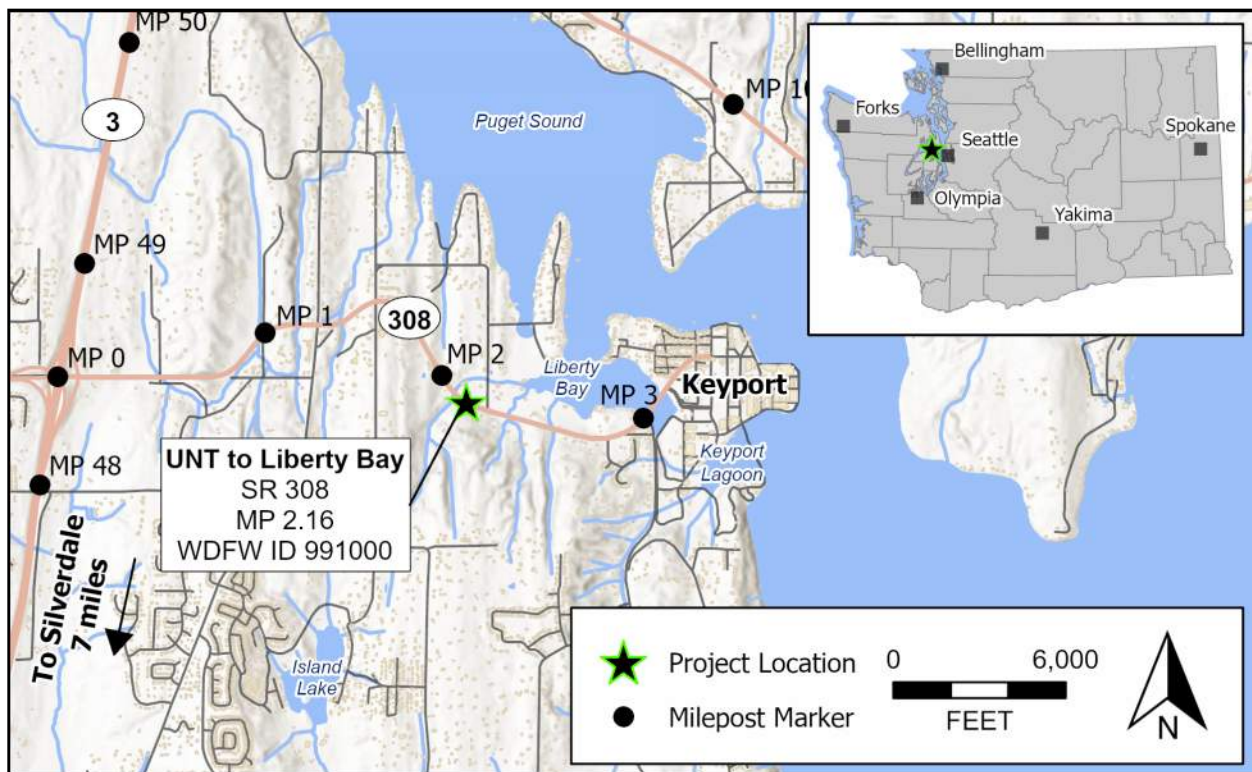 MP 50
3
MP 49
MP 0
MP 48
MP 1
308
MP 2
MP 3
Puget Sound
Liberty
Bay
Keyport
Keyport
Lagoon
Island
Lake
To Silverdale
7 miles
UNT to Liberty Bay
SR 308
MP 2.16
WDFW ID 991000
Bellingham
Forks
Seattle
Spokane
Olympia
Yakima
Project Location
Milepost Marker
0 6,000
FEET
N